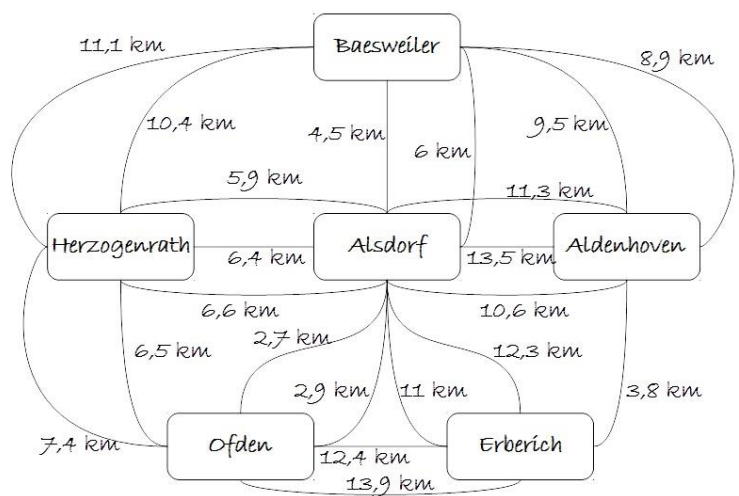 11,1 km
Baesweiler
8,9 km
10,4 km
4,5 km
9,5 km
6 km
5,9 km
11,3 km
Herzogenrath
Alsdorf
Aldenhoven
6,4 km
13,5 km
6,6 km
10,6 km
2,7 km
6,5 km
12,3 km
2,9 km
11 km
3,8 km
7,4 km
Ofden
Erberich
12,4 km
13,9 km